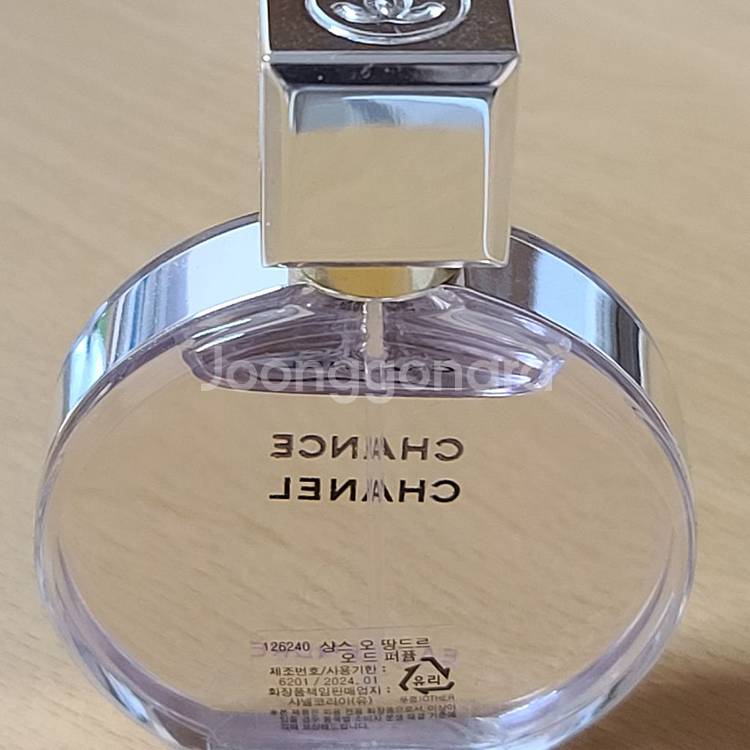 Joonggonara
CHANCE
CHANEL
126240 샹스 오 땅드르
오 드 퍼퓸
제조번호/사용기한 :
6201 / 2024. 01
화장품책임판매업자 :
샤넬코리아(유)
유리
OTHER